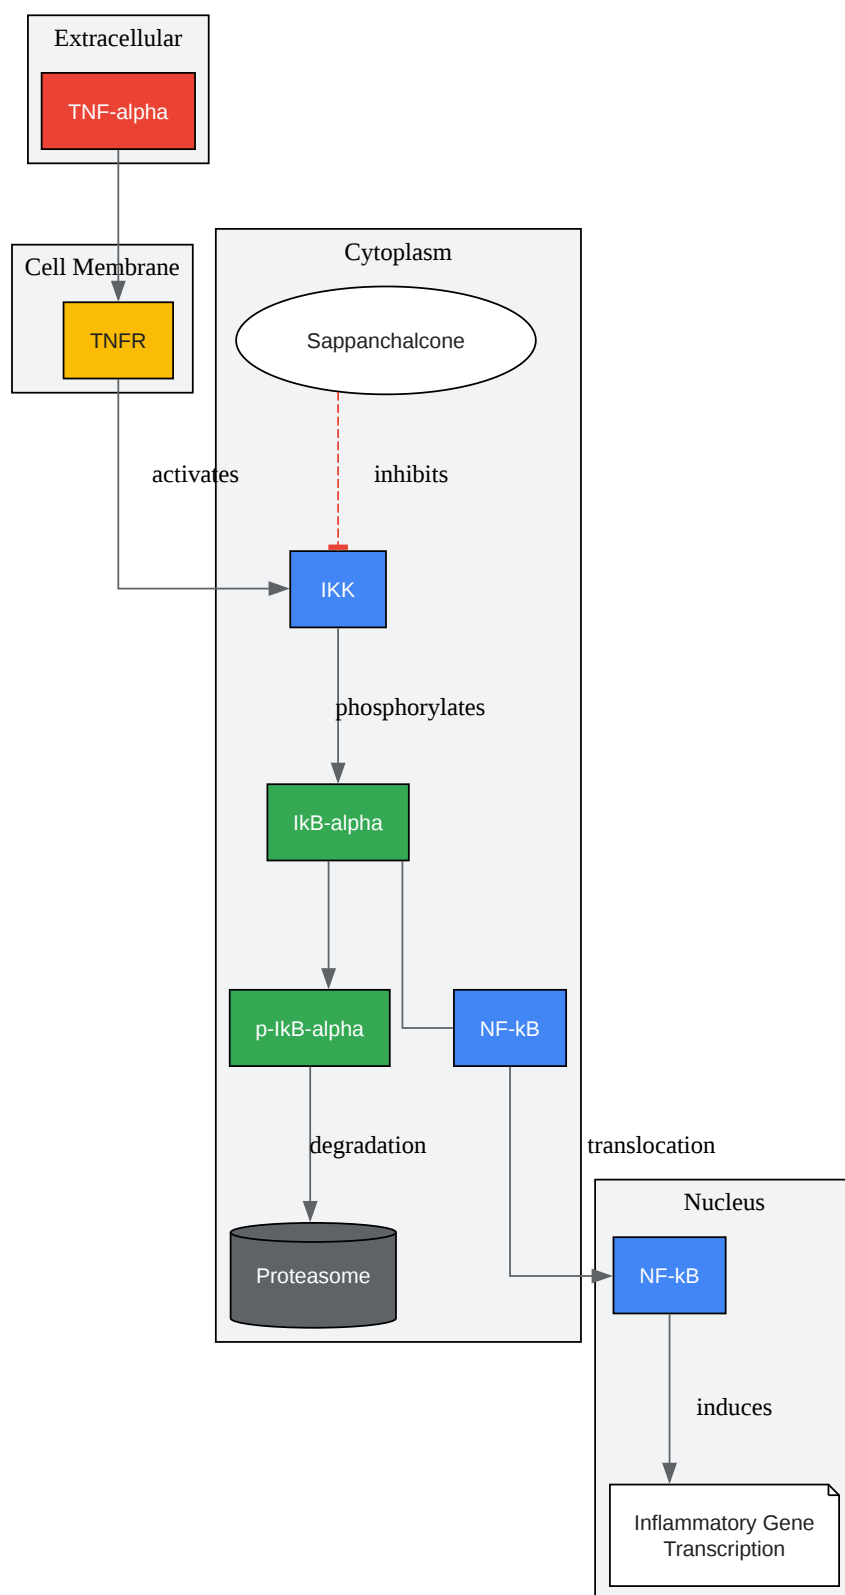 Extracellular
TNF-alpha
Cell Membrane
TNFR
Cytoplasm
Sappanchalcone
activates
inhibits
IKK
phosphorylates
IkB-alpha
p-IkB-alpha
NF-kB
degradation
translocation
Proteasome
Nucleus
NF-kB
induces
Inflammatory Gene
Transcription